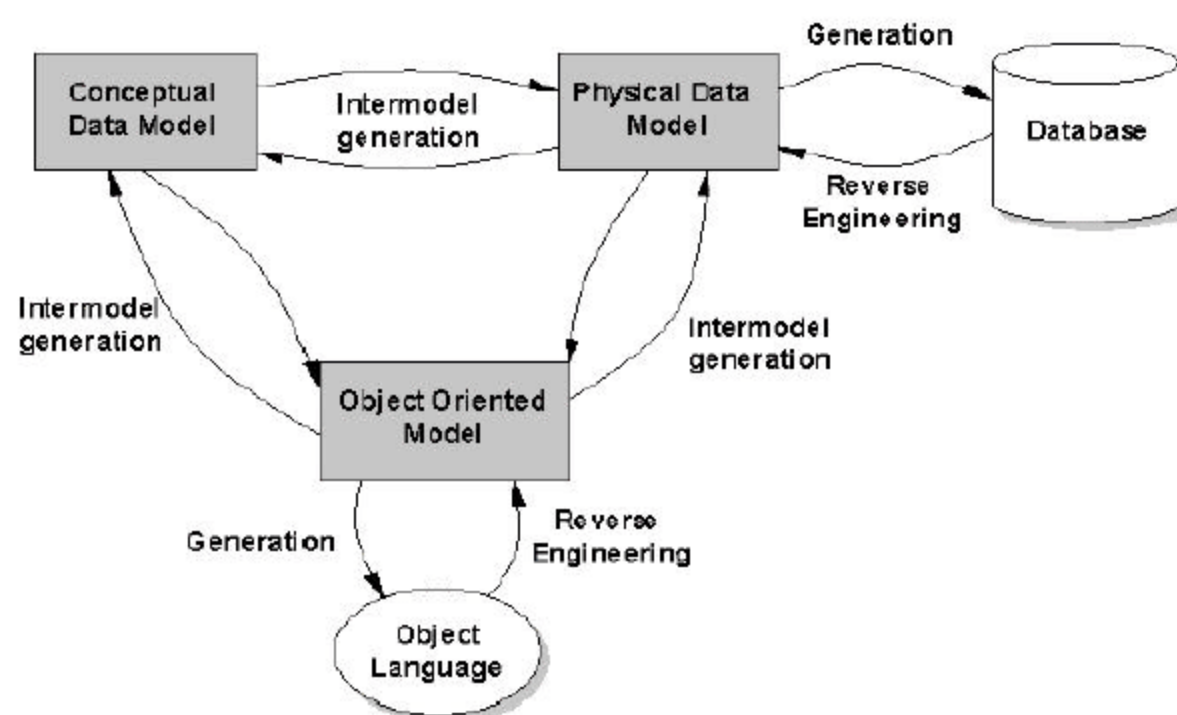 Generation
Conceptual
Data Model
Intermodel
generation
Physical Data
Model
Database
Reverse
Engineering
Intermodel
generation
Intermodel
generation
Object Oriented
Model
Generation
Reverse
Engineering
Object
Language